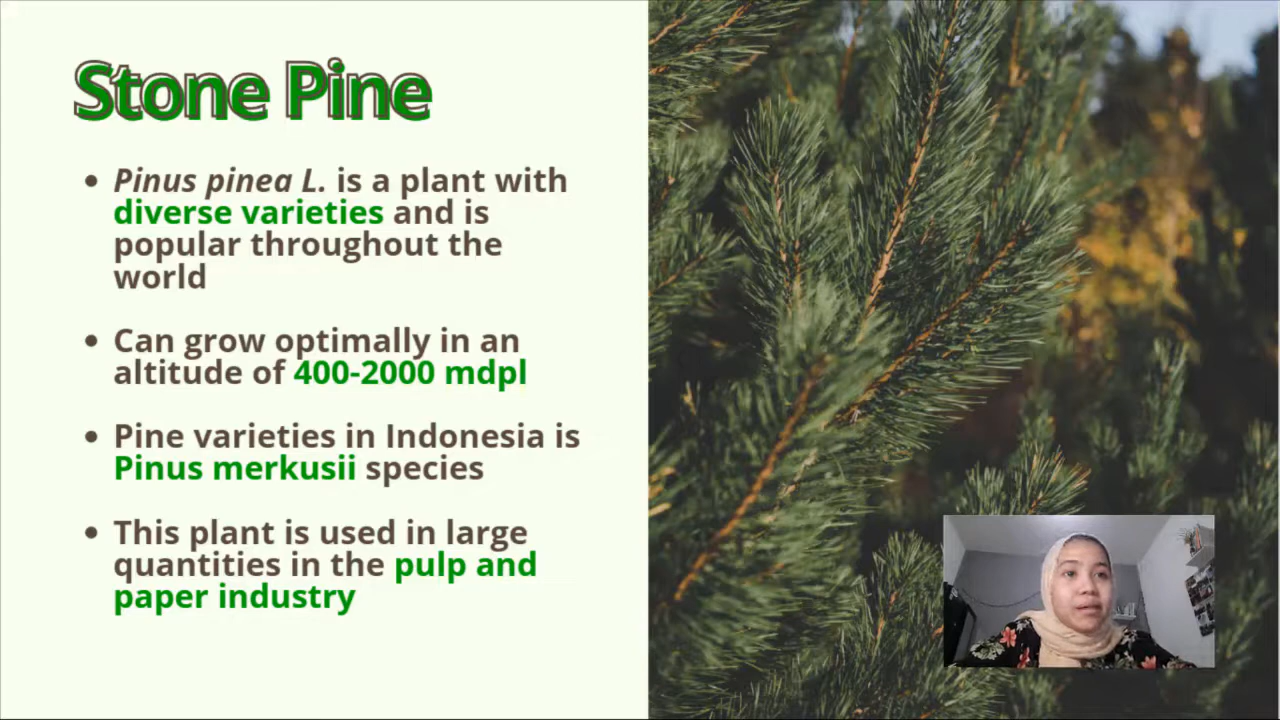 Stone Pine
Pinus pinea L. is a plant with
diverse varieties and is
popular throughout the
world
Can grow optimally in an
altitude of 400-2000 mdpl
Pine varieties in Indonesia is
Pinus merkusii species
This plant is used in large
quantities in the pulp and
paper industry